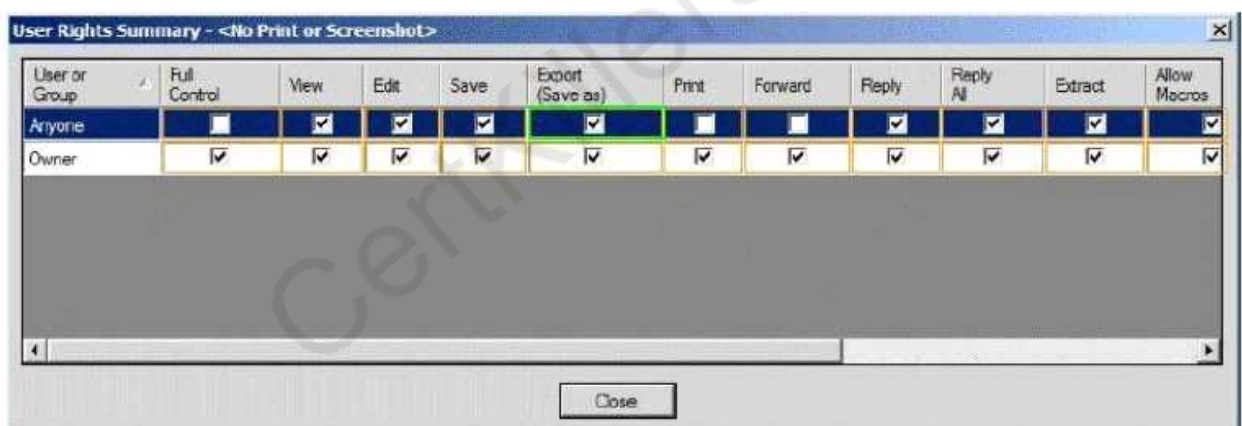 User Rights Summary - <No Print or Screenshot>
User or Group Full Control View Edit Save Export (Save as) Print Forward Reply Reply All Extract Allow Macros
Anyone
Owner
Close